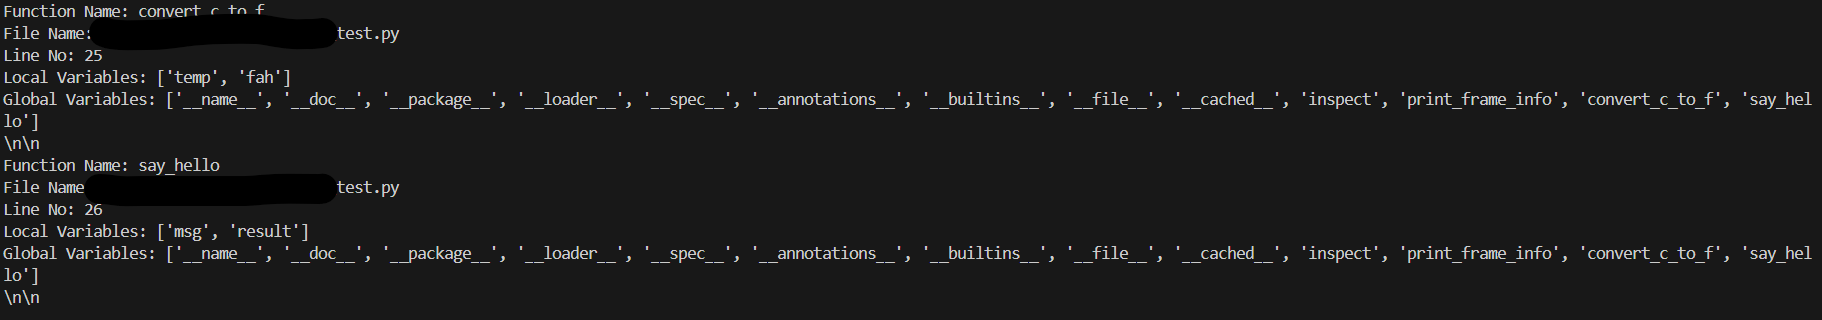 Function Name: convert_c_to_f
File Name: test.py
Line No: 25
Local Variables: ['temp', 'fah']
Global Variables: ['__name__', '__doc__', '__package__', '__loader__', '__spec__', '__annotations__', '__builtins__', '__file__', '__cached__', 'inspect', 'print_frame_info', 'convert_c_to_f', 'say_hel
lo']
\n\n
Function Name: say_hello
File Name test.py
Line No: 26
Local Variables: ['msg', 'result']
Global Variables: ['__name__', '__doc__', '__package__', '__loader__', '__spec__', '__annotations__', '__builtins__', '__file__', '__cached__', 'inspect', 'print_frame_info', 'convert_c_to_f', 'say_hel
lo']
\n\n